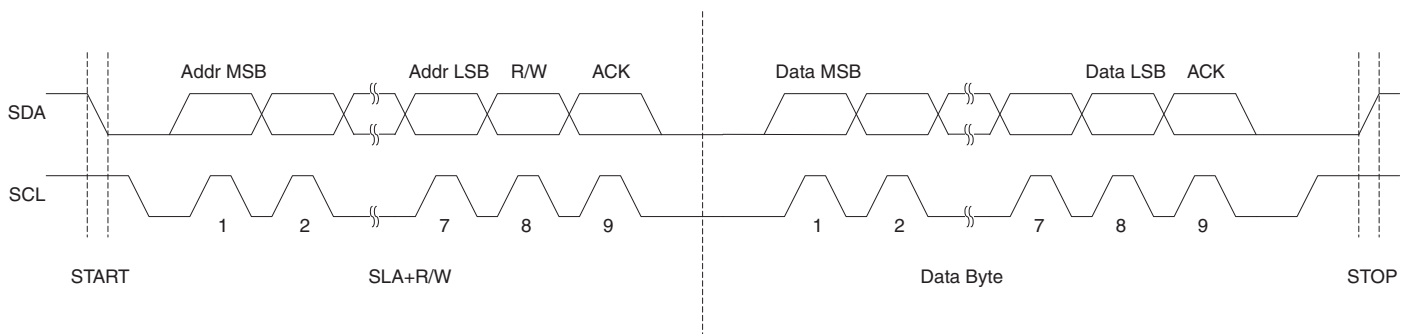 Addr MSB Addr LSB R/W ACK Data MSB Data LSB ACK
SDA
SCL
1 2 7 8 9 1 2 7 8 9
START SLA+R/W Data Byte STOP